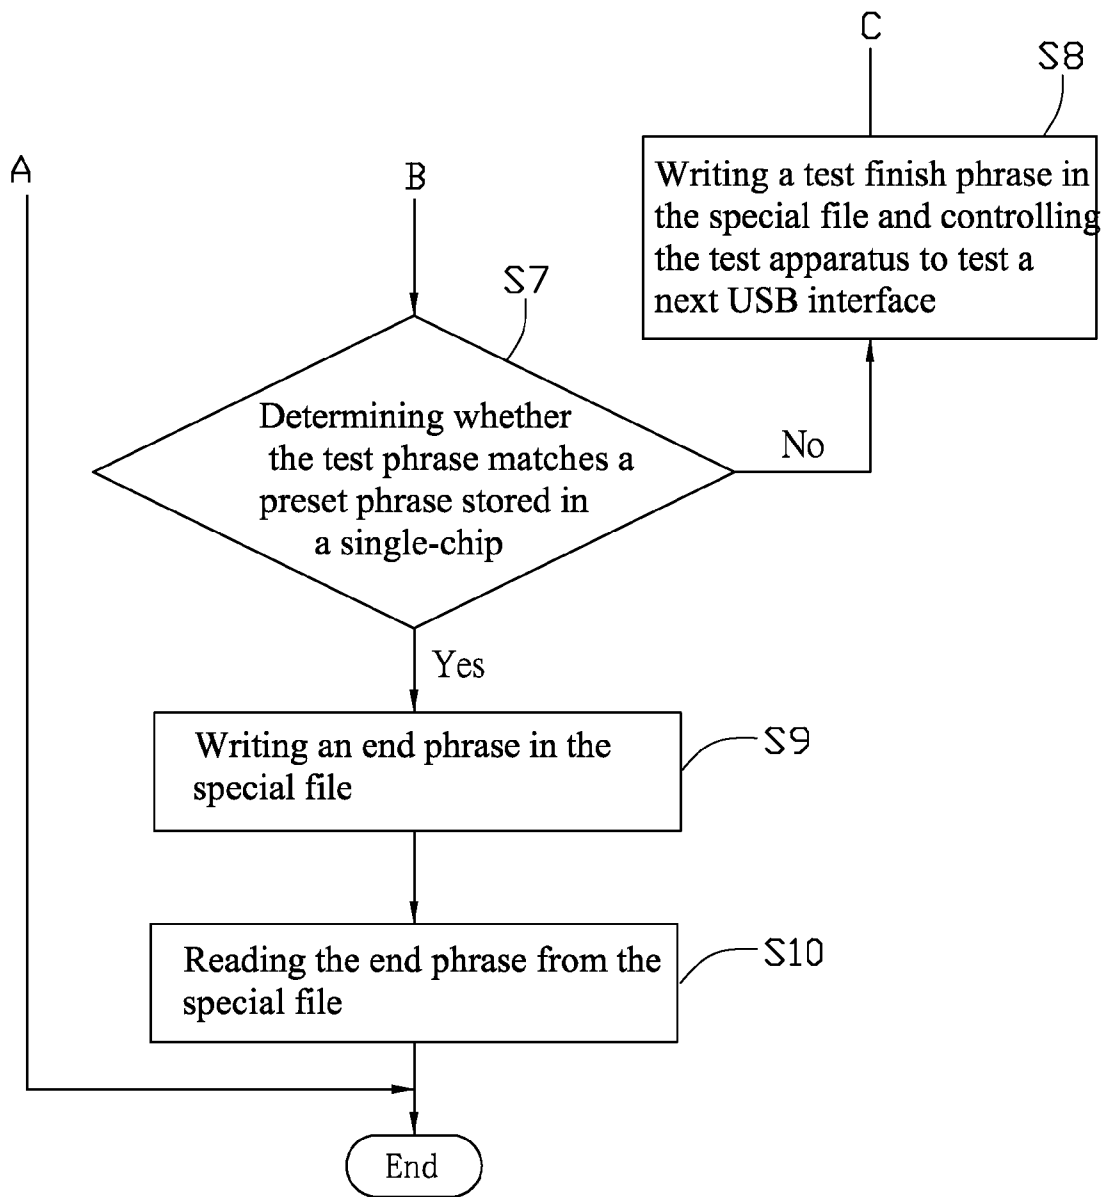 C
S8
A
B
Writing a test finish phrase in
the special file and controlling
the test apparatus to test a
next USB interface
S7
Determining whether
the test phrase matches a
preset phrase stored in
a single-chip
No
Yes
Writing an end phrase in the
special file
S9
Reading the end phrase from the
special file
S10
End